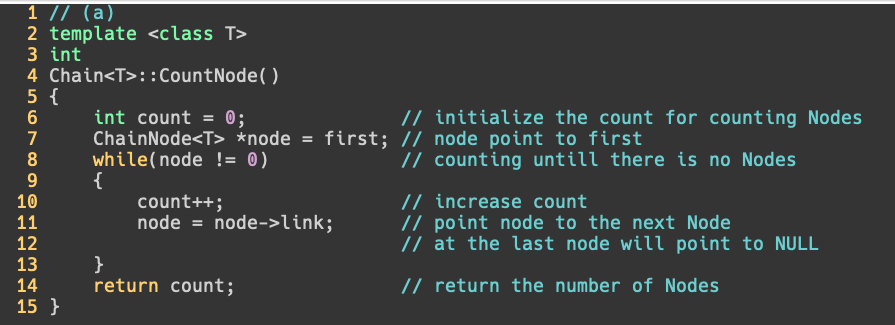 1 // (a)
2 template <class T>
3 int
4 Chain<T>::CountNode()
5 {
6     int count = 0;              // initialize the count for counting Nodes
7     ChainNode<T> *node = first; // node point to first
8     while(node != 0)            // counting untill there is no Nodes
9     {
10         count++;                // increase count
11         node = node->link;      // point node to the next Node
12                                 // at the last node will point to NULL
13     }
14     return count;               // return the number of Nodes
15 }